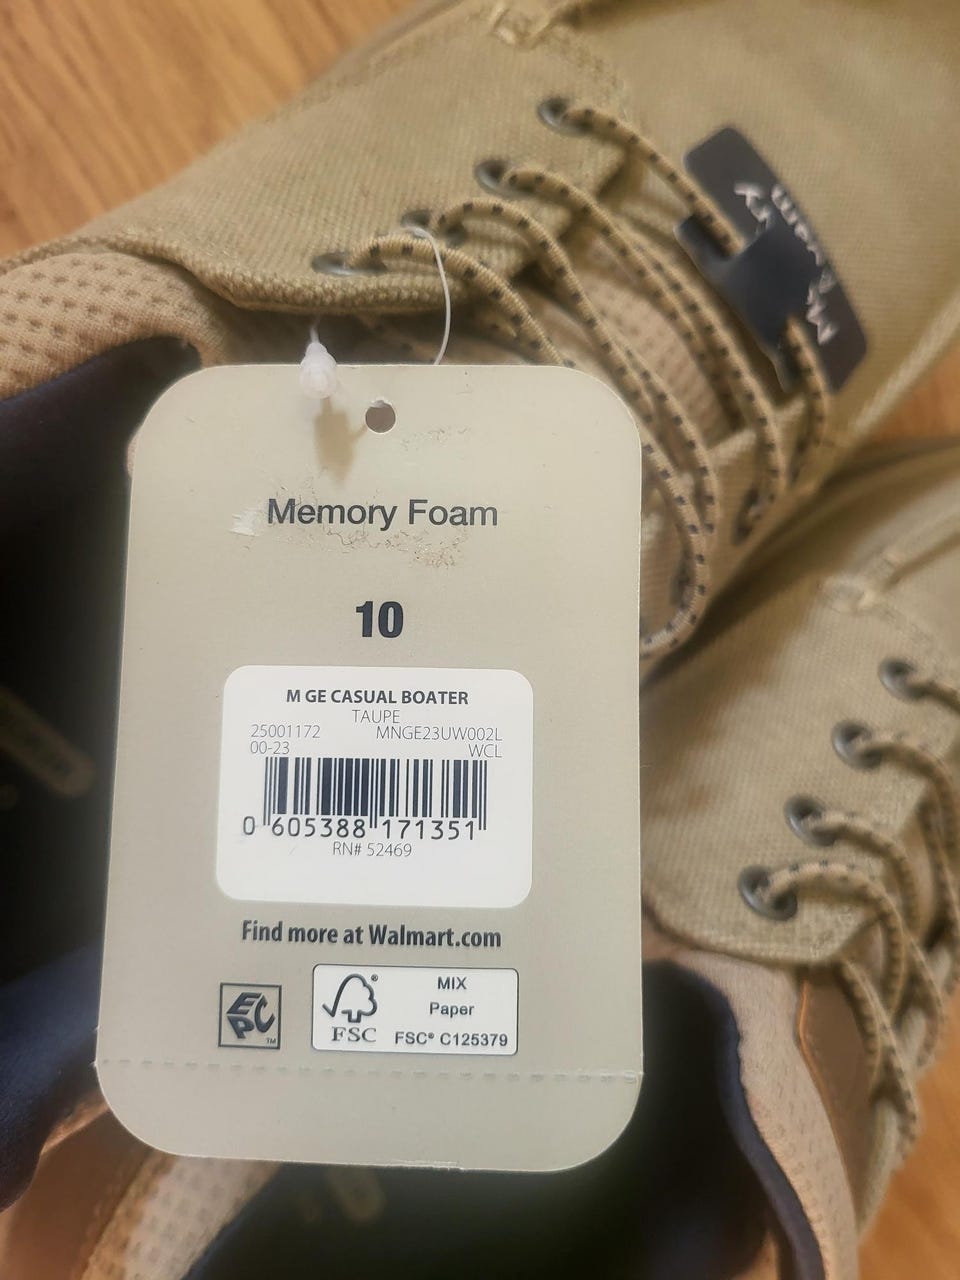 Memory Foam
10
M GE CASUAL BOATER
TAUPE
25001172 MNGE23UW002L
00-23 WCL
0 605388 171351
RN# 52469
Find more at Walmart.com
EPC™
FSC® MIX
Paper
FSC® C125379